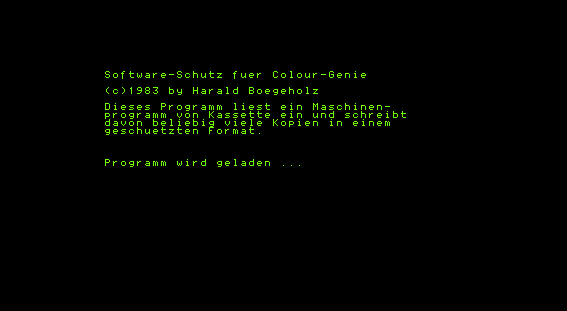 Software-Schutz fuer Colour-Genie
(c)1983 by Harald Boegeholz
Dieses Programm liest ein Maschinen-
programm von Kassette ein und schreibt
davon beliebig viele Kopien in einem
geschuetzten Format.
Programm wird geladen ...